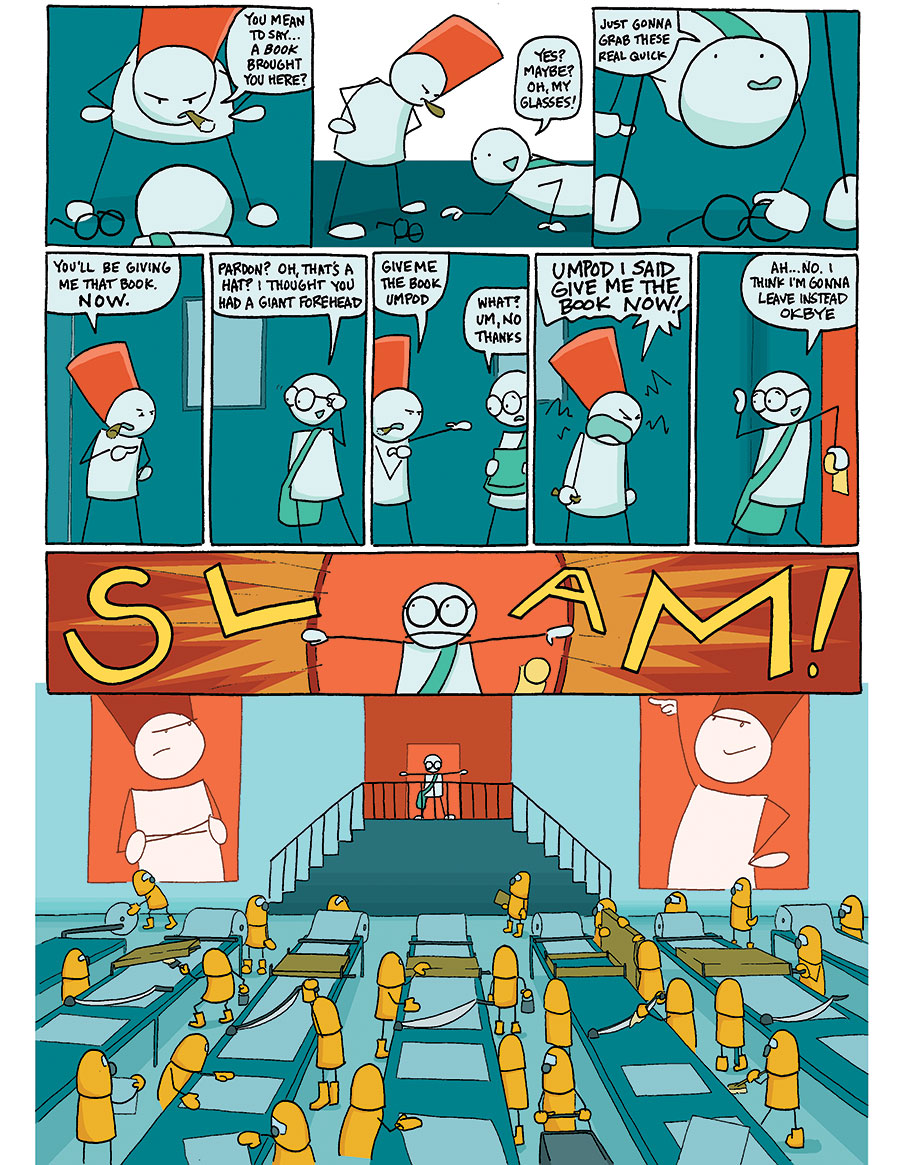 YOU MEAN
TO SAY...
A BOOK
BROUGHT
YOU HERE?
YES?
MAYBE?
OH, MY
GLASSES!
JUST GONNA
GRAB THESE
REAL QUICK
YOU'LL BE GIVING
ME THAT BOOK.
NOW.
PARDON? OH, THAT'S A
HAT? I THOUGHT YOU
HAD A GIANT FOREHEAD
GIVE ME
THE BOOK
UMPOD
WHAT?
UM, NO
THANKS
UMPOD I SAID
GIVE ME THE
BOOK NOW!
AH...NO. I
THINK I'M GONNA
LEAVE INSTEAD
OKBYE
SLAM!